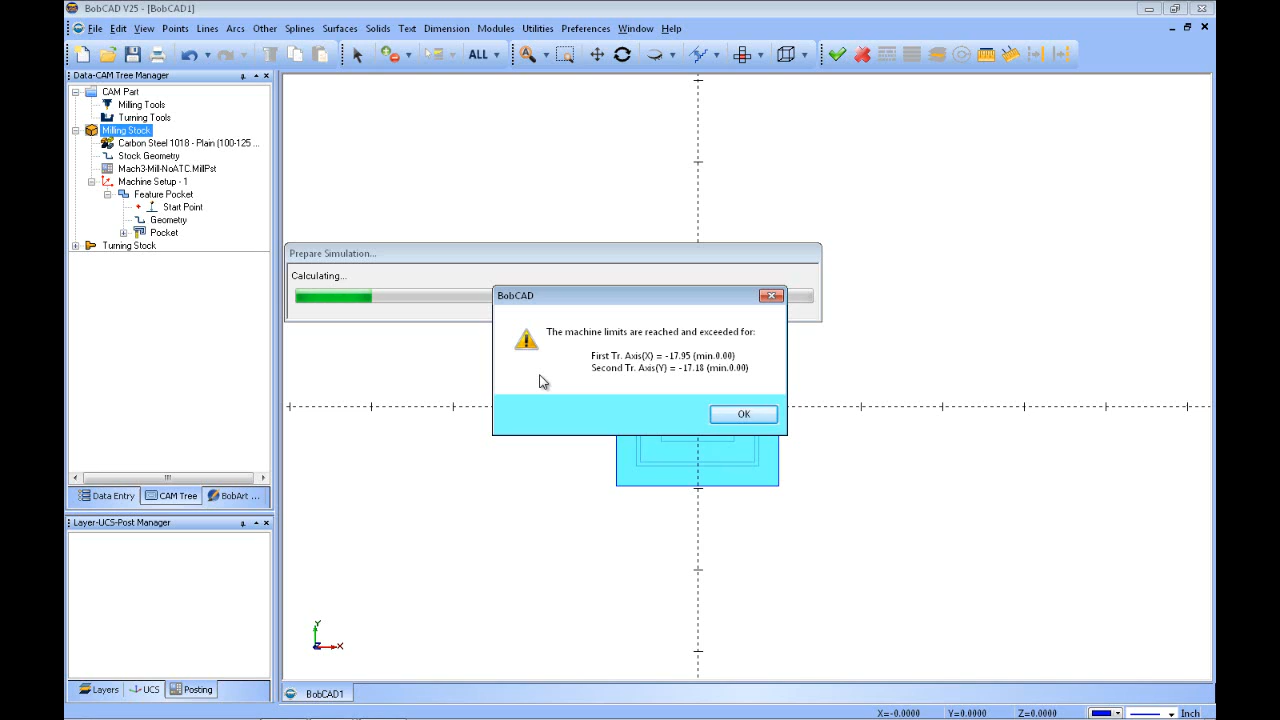 BobCAD V25 - [BobCAD1]
File Edit View Points Lines Arcs Other Splines Surfaces Solids Text Dimension Modules Utilities Preferences Window Help
ALL
Data-CAM Tree Manager
CAM Part
Milling Tools
Turning Tools
Milling Stock
Carbon Steel 1018 - Plain (100-125 ...
Stock Geometry
Mach3-Mill-NoATC.MillPst
Machine Setup - 1
Feature Pocket
Start Point
Geometry
Pocket
Turning Stock
Data Entry CAM Tree BobArt ...
Layer-UCS-Post Manager
Layers UCS Posting
Prepare Simulation...
Calculating...
BobCAD
The machine limits are reached and exceeded for:
First Tr. Axis(X) = -17.95 (min.0.00)
Second Tr. Axis(Y) = -17.18 (min.0.00)
OK
Y
Z X
BobCAD1
X=-0.0000 Y=0.0000 Z=0.0000 Inch